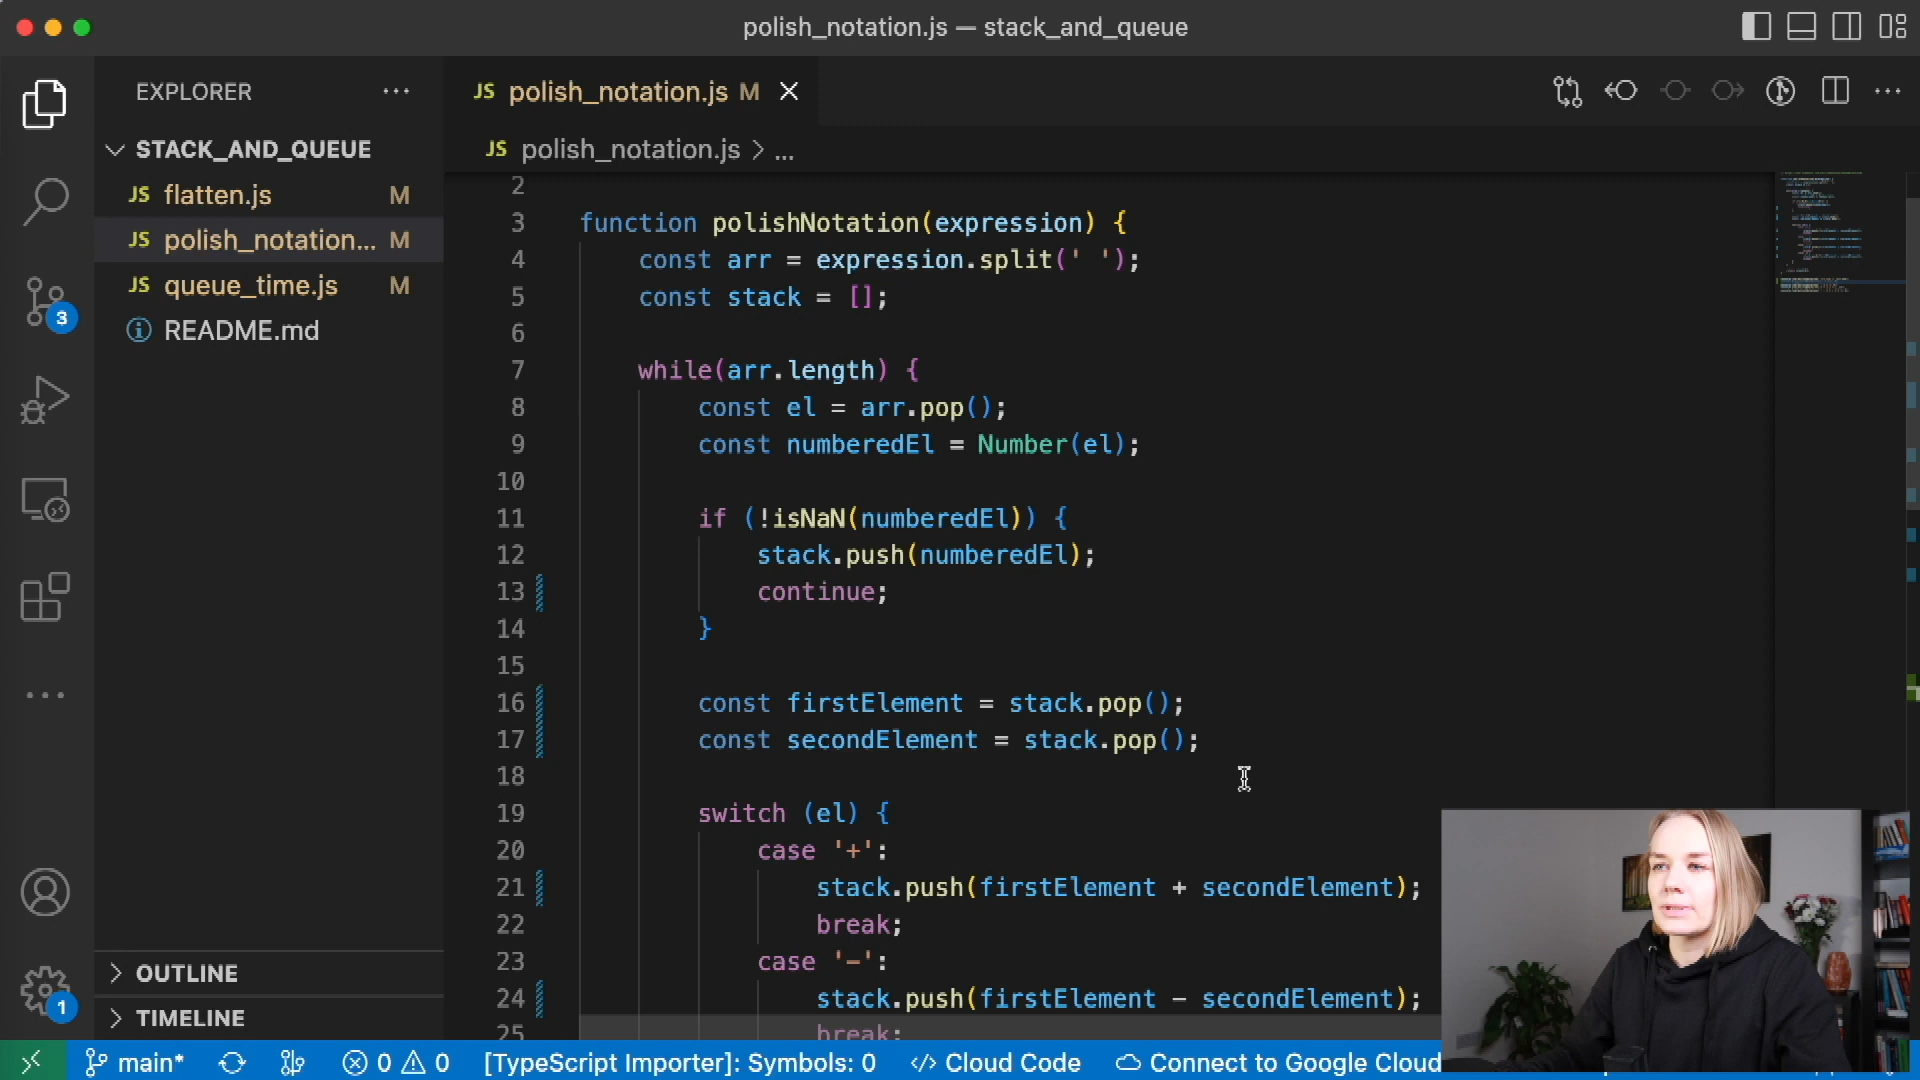 polish_notation.js — stack_and_queue
EXPLORER
STACK_AND_QUEUE
JS flatten.js M
JS polish_notation... M
JS queue_time.js M
README.md
OUTLINE
TIMELINE
3
1
JS polish_notation.js M
JS polish_notation.js > ...
2
3 function polishNotation(expression) {
4 const arr = expression.split(' ');
5 const stack = [];
6
7 while(arr.length) {
8 const el = arr.pop();
9 const numberedEl = Number(el);
10
11 if (!isNaN(numberedEl)) {
12 stack.push(numberedEl);
13 continue;
14 }
15
16 const firstElement = stack.pop();
17 const secondElement = stack.pop();
18
19 switch (el) {
20 case '+':
21 stack.push(firstElement + secondElement);
22 break;
23 case '-':
24 stack.push(firstElement - secondElement);
25 break;
main* 0 0 [TypeScript Importer]: Symbols: 0 </> Cloud Code Connect to Google Cloud